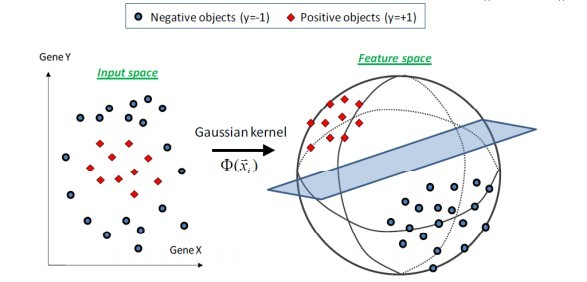 Negative objects (y=-1) Positive objects (y=+1)
Gene Y
Input space
Feature space
Gaussian kernel
Φ(x⃗ᵢ)
Gene X